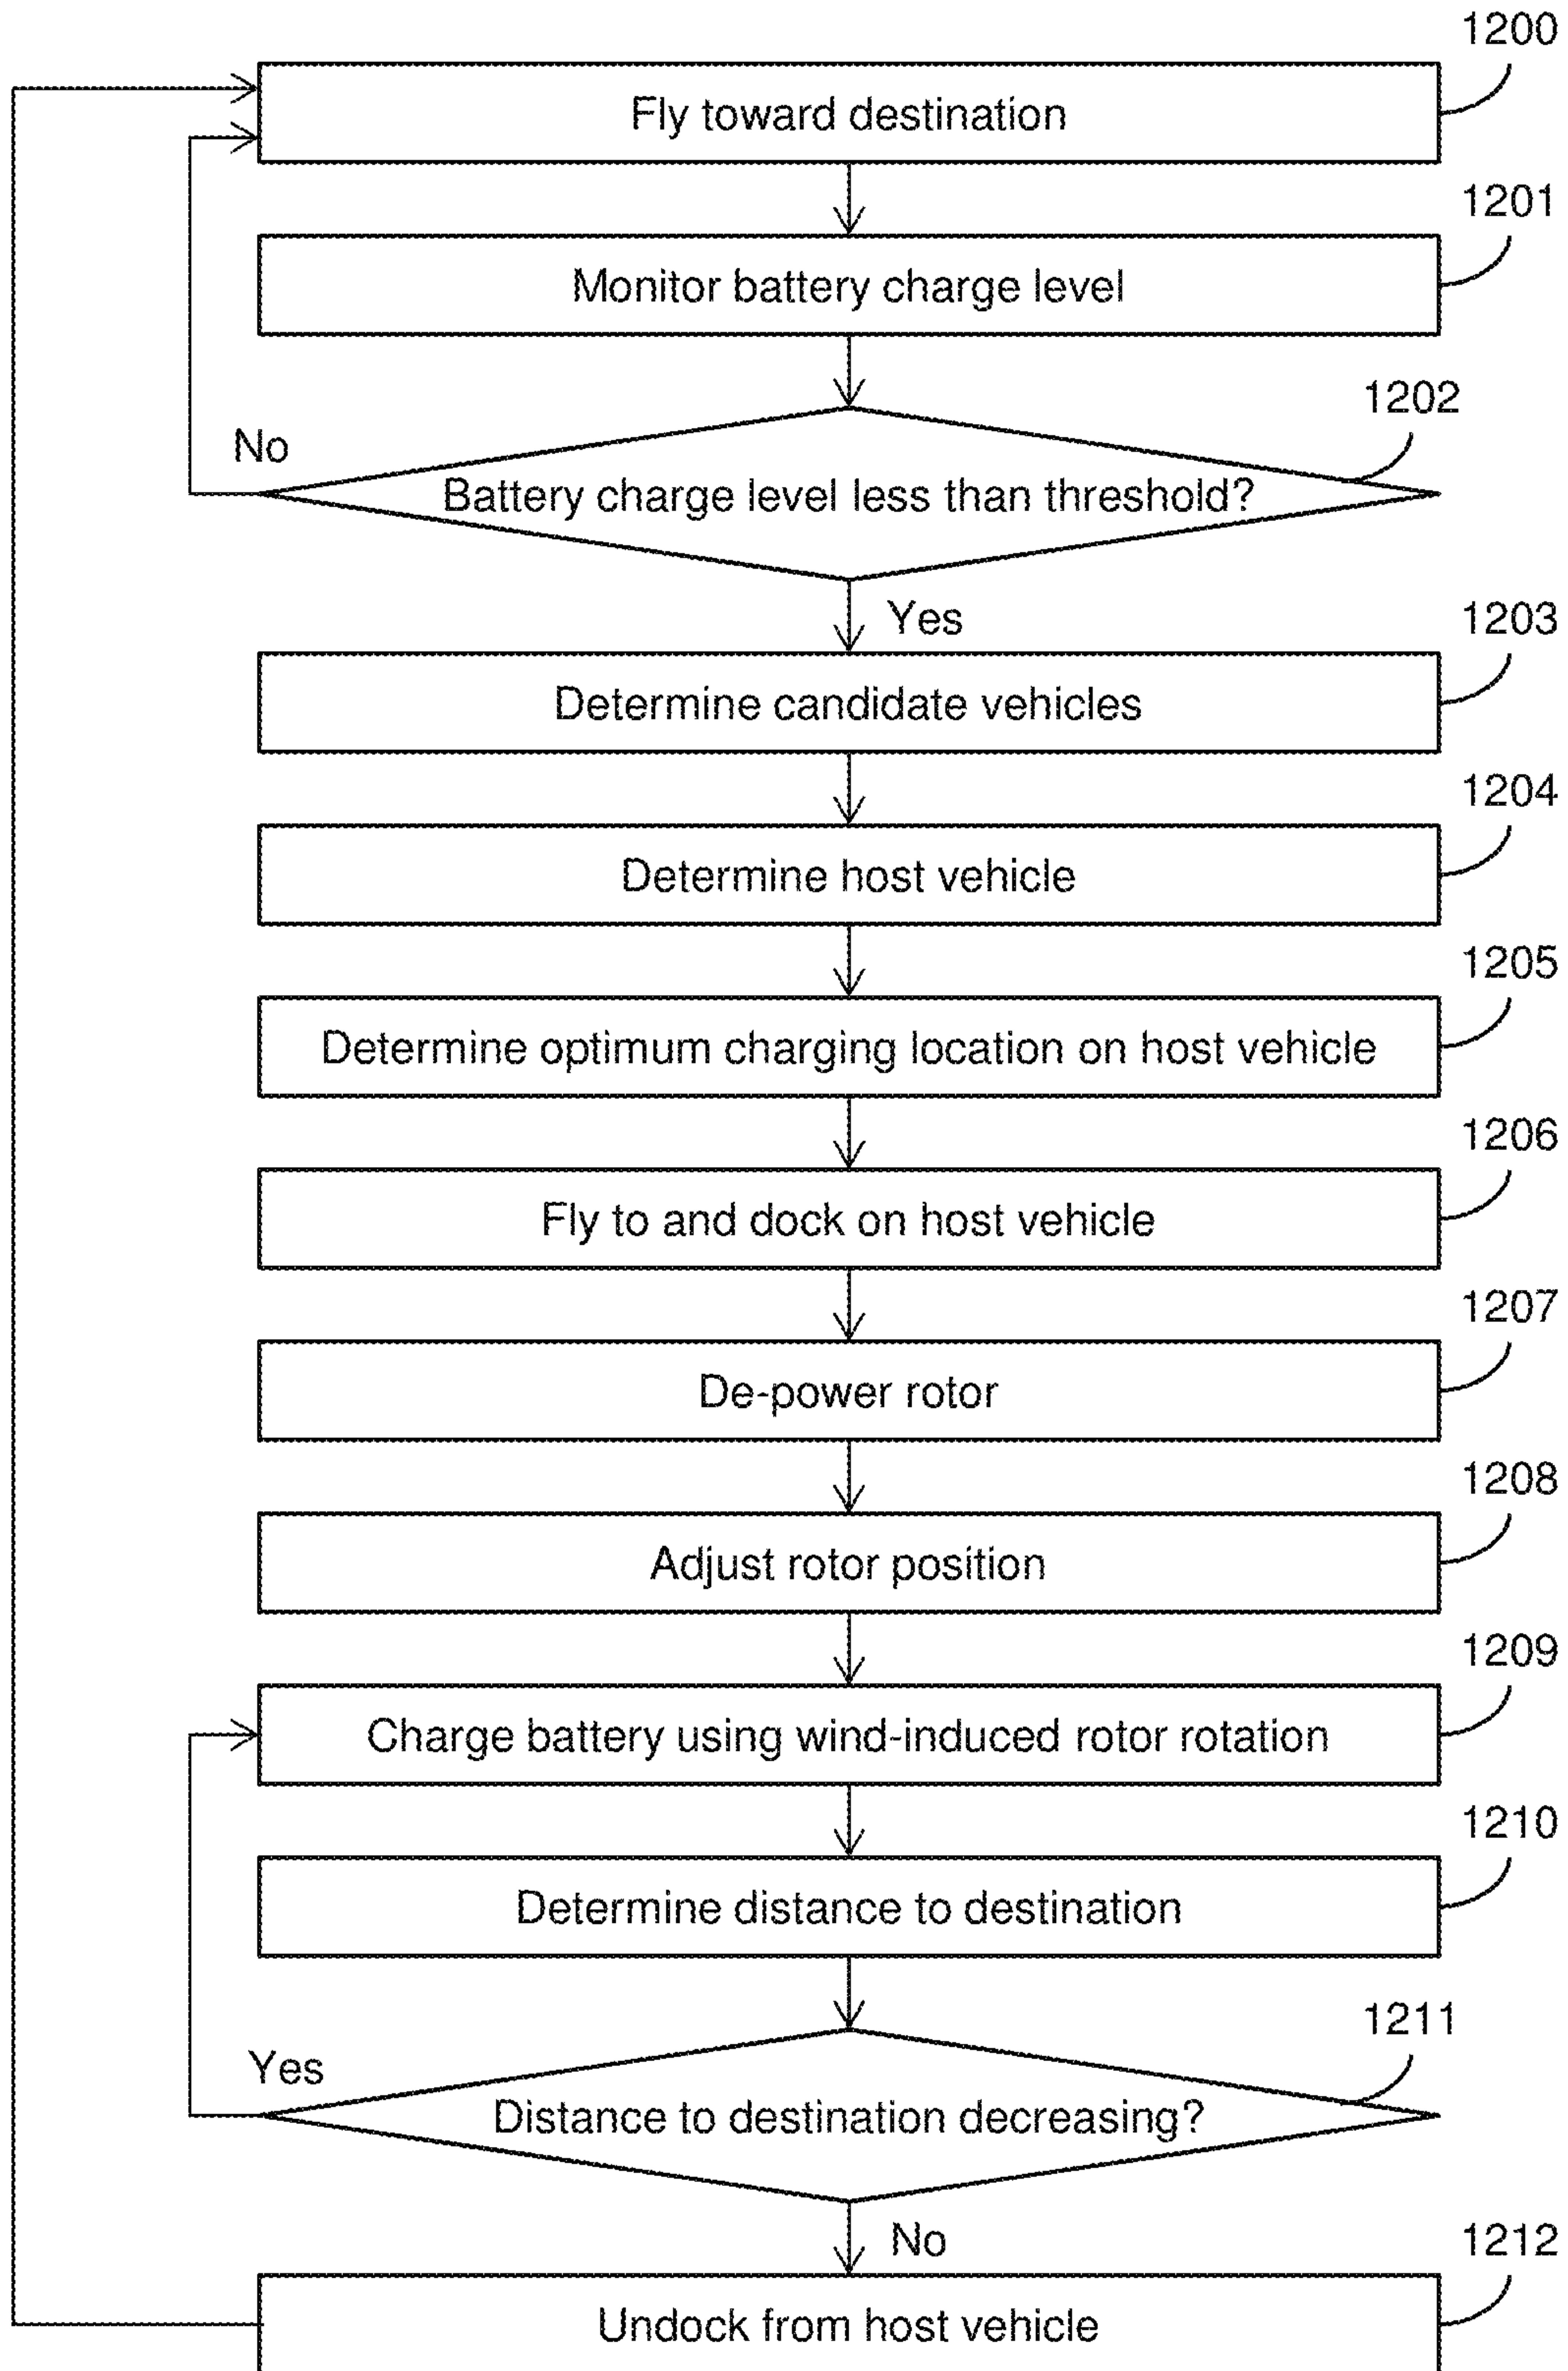 1200
Fly toward destination
1201
Monitor battery charge level
1202
No
Battery charge level less than threshold?
Yes
1203
Determine candidate vehicles
1204
Determine host vehicle
1205
Determine optimum charging location on host vehicle
1206
Fly to and dock on host vehicle
1207
De-power rotor
1208
Adjust rotor position
1209
Charge battery using wind-induced rotor rotation
1210
Determine distance to destination
1211
Yes
Distance to destination decreasing?
No
1212
Undock from host vehicle